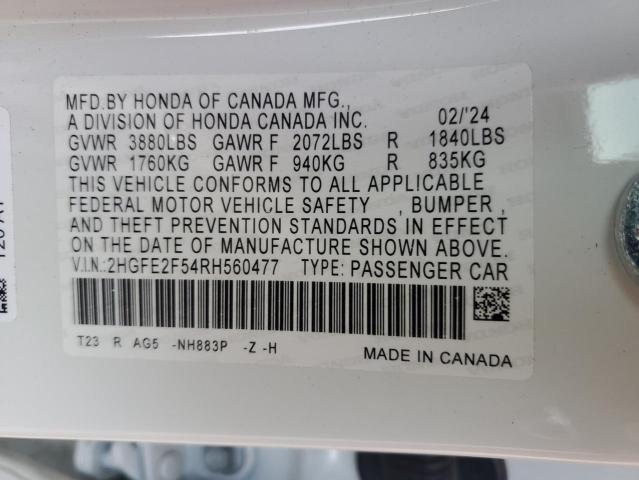 MFD.BY HONDA OF CANADA MFG.,
A DIVISION OF HONDA CANADA INC. 02/'24
GVWR 3880LBS GAWR F 2072LBS R 1840LBS
GVWR 1760KG GAWR F 940KG R 835KG
THIS VEHICLE CONFORMS TO ALL APPLICABLE
FEDERAL MOTOR VEHICLE SAFETY , BUMPER ,
AND THEFT PREVENTION STANDARDS IN EFFECT
ON THE DATE OF MANUFACTURE SHOWN ABOVE.
V.I.N.:2HGFE2F54RH560477 TYPE: PASSENGER CAR
T23 R AG5 -NH883P -Z -H
MADE IN CANADA